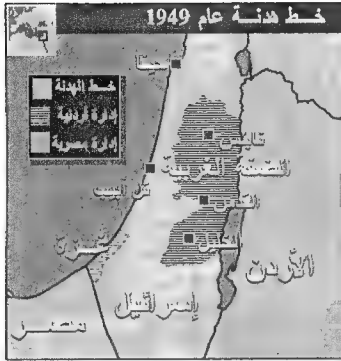 خط هدنة عام 1949
حيفا
خط الهدنة
إدارة أردنية
إدارة مصرية
نابلس
الضفة الغربية
تل أبيب
القدس
غزة
الخليل
الأردن
إسرائيل
مصر